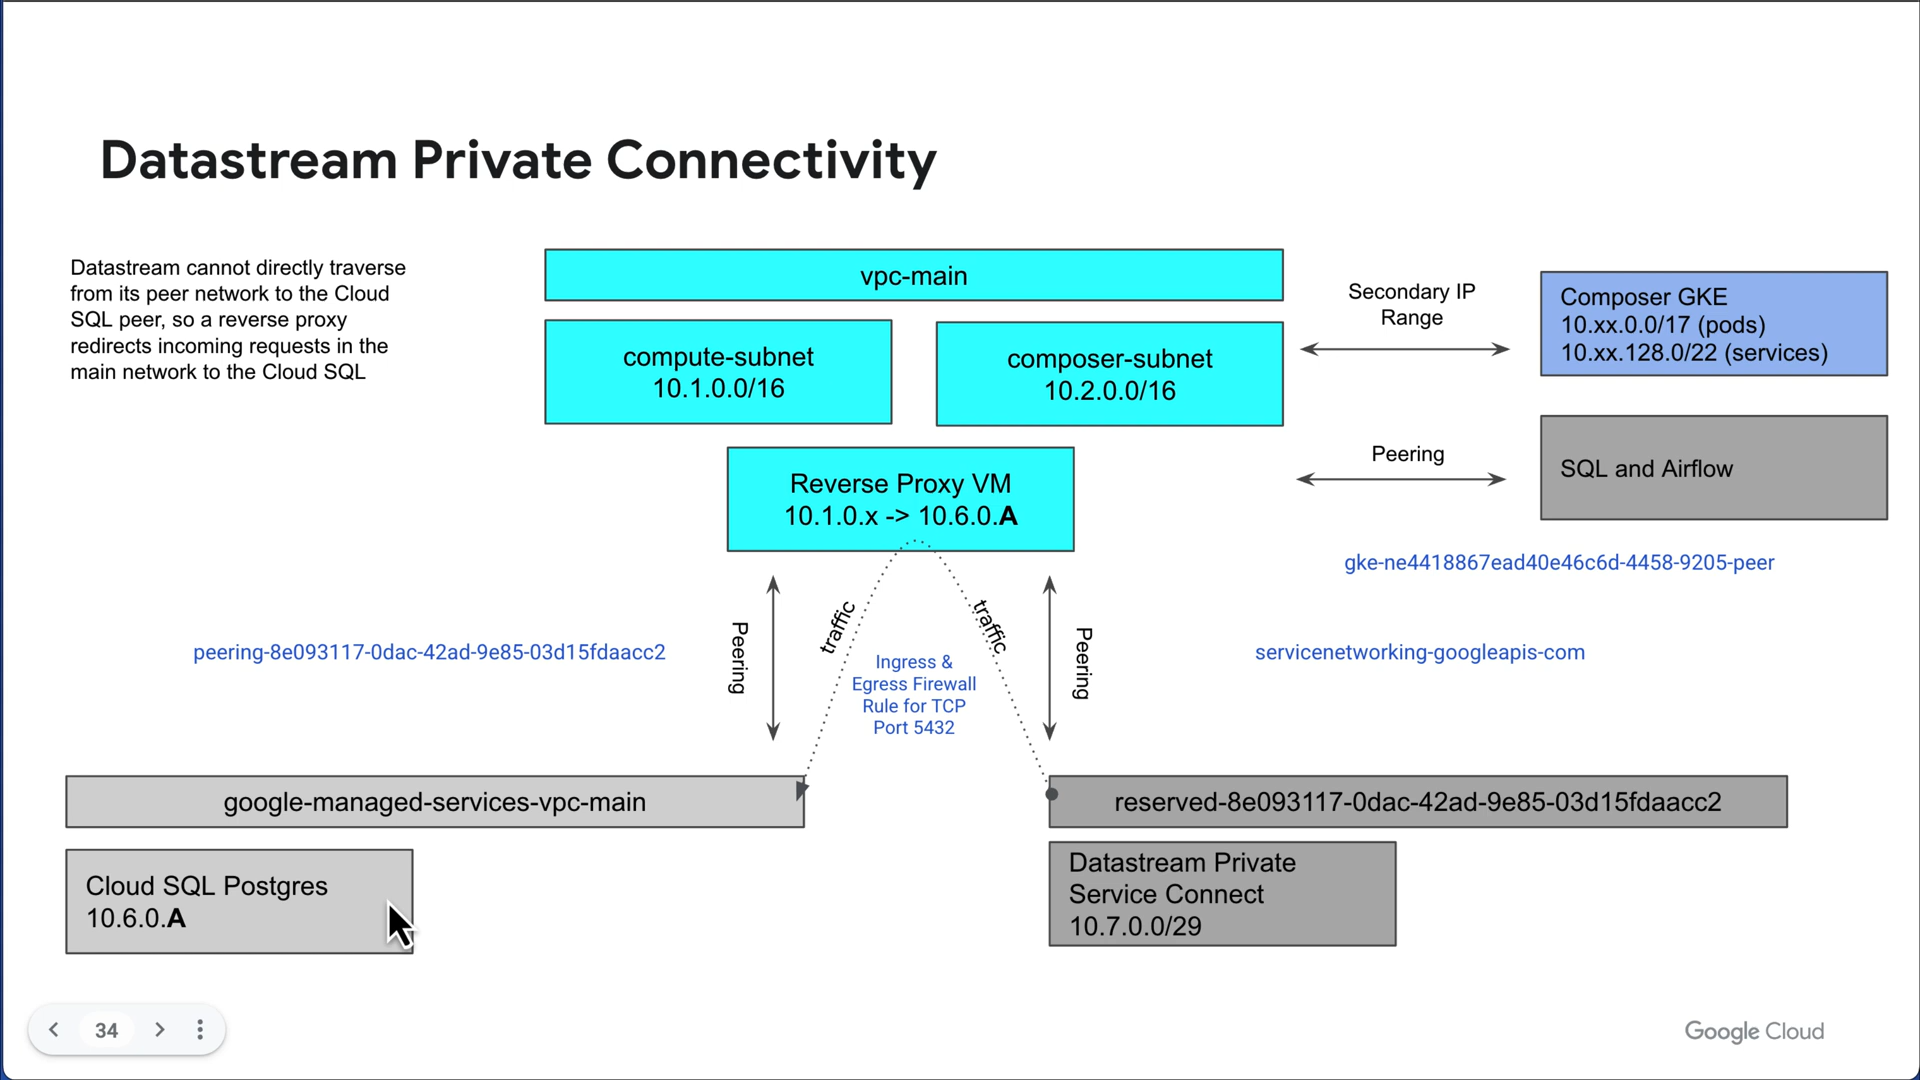 Datastream Private Connectivity
Datastream cannot directly traverse
from its peer network to the Cloud
SQL peer, so a reverse proxy
redirects incoming requests in the
main network to the Cloud SQL
vpc-main
compute-subnet
10.1.0.0/16
composer-subnet
10.2.0.0/16
Secondary IP
Range
Composer GKE
10.xx.0.0/17 (pods)
10.xx.128.0/22 (services)
Reverse Proxy VM
10.1.0.x -> 10.6.0.A
Peering
SQL and Airflow
gke-ne4418867ead40e46c6d-4458-9205-peer
peering-8e093117-0dac-42ad-9e85-03d15fdaacc2
Peering
traffic
Ingress &
Egress Firewall
Rule for TCP
Port 5432
traffic
Peering
servicenetworking-googleapis-com
google-managed-services-vpc-main
Cloud SQL Postgres
10.6.0.A
reserved-8e093117-0dac-42ad-9e85-03d15fdaacc2
Datastream Private
Service Connect
10.7.0.0/29
34
Google Cloud